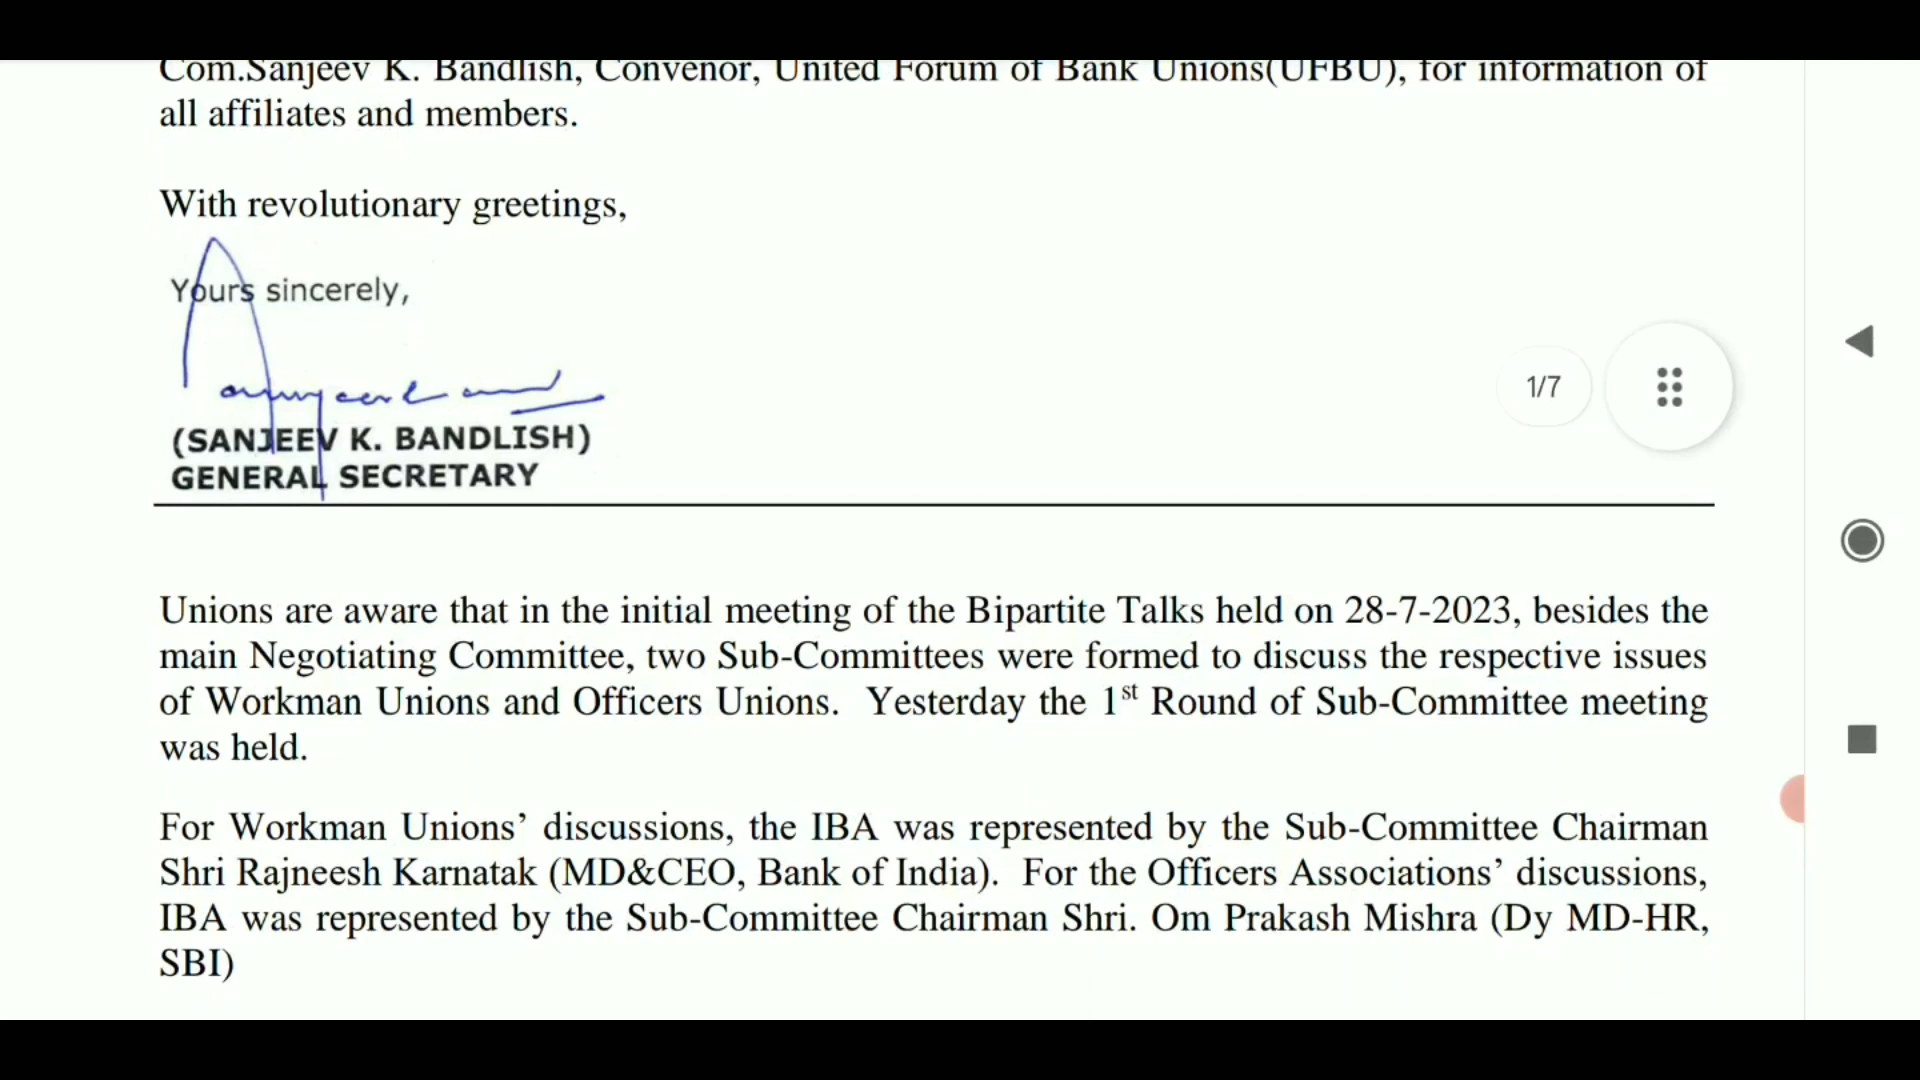 Com.Sanjeev K. Bandlish, Convenor, United Forum of Bank Unions(UFBU), for information of
all affiliates and members.
With revolutionary greetings,
Yours sincerely,
(SANJEEV K. BANDLISH)
GENERAL SECRETARY
1/7
Unions are aware that in the initial meeting of the Bipartite Talks held on 28-7-2023, besides the
main Negotiating Committee, two Sub-Committees were formed to discuss the respective issues
of Workman Unions and Officers Unions. Yesterday the 1st Round of Sub-Committee meeting
was held.
For Workman Unions’ discussions, the IBA was represented by the Sub-Committee Chairman
Shri Rajneesh Karnatak (MD&CEO, Bank of India). For the Officers Associations’ discussions,
IBA was represented by the Sub-Committee Chairman Shri. Om Prakash Mishra (Dy MD-HR,
SBI)